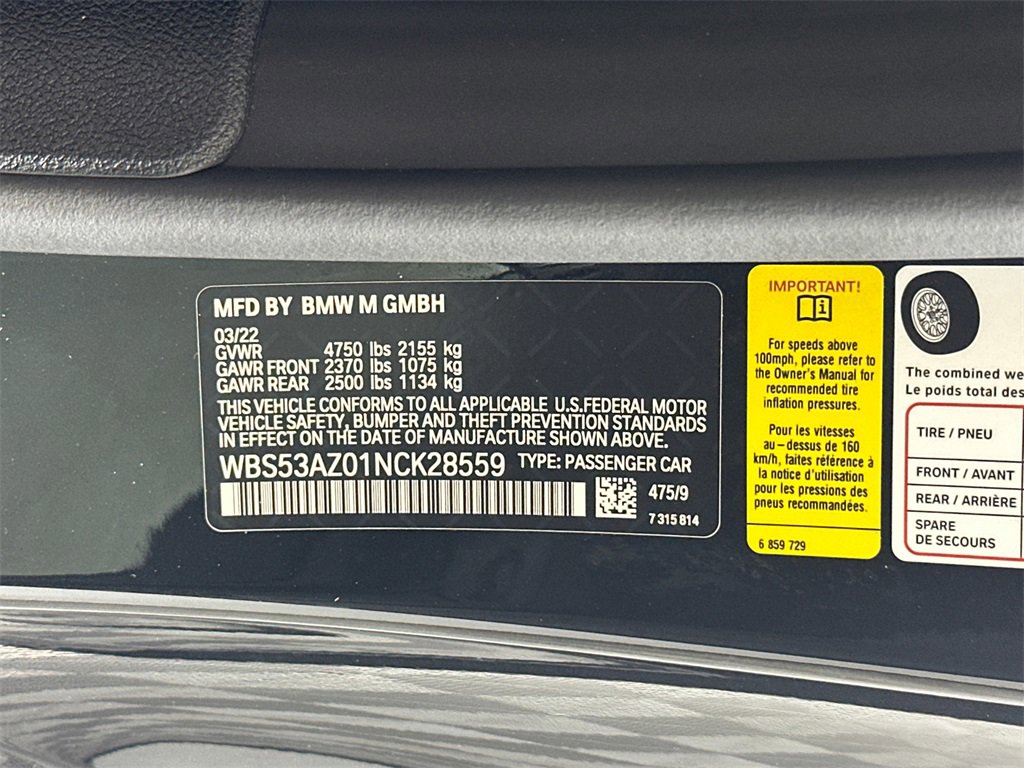 MFD BY BMW M GMBH
03/22
GVWR 4750 lbs 2155 kg
GAWR FRONT 2370 lbs 1075 kg
GAWR REAR 2500 lbs 1134 kg
THIS VEHICLE CONFORMS TO ALL APPLICABLE U.S.FEDERAL MOTOR
VEHICLE SAFETY, BUMPER AND THEFT PREVENTION STANDARDS
IN EFFECT ON THE DATE OF MANUFACTURE SHOWN ABOVE.
WBS53AZ01NCK28559 TYPE: PASSENGER CAR
475/9
7 315 814
IMPORTANT!
i
For speeds above
100mph, please refer to
the Owner's Manual for
recommended tire
inflation pressures.
Pour les vitesses
au-dessus de 160
km/h, faites référence à
la notice d'utilisation
pour les pressions des
pneus recommandées.
6 859 729
The combined we
Le poids total des
TIRE / PNEU
FRONT / AVANT
REAR / ARRIÈRE
SPARE
DE SECOURS